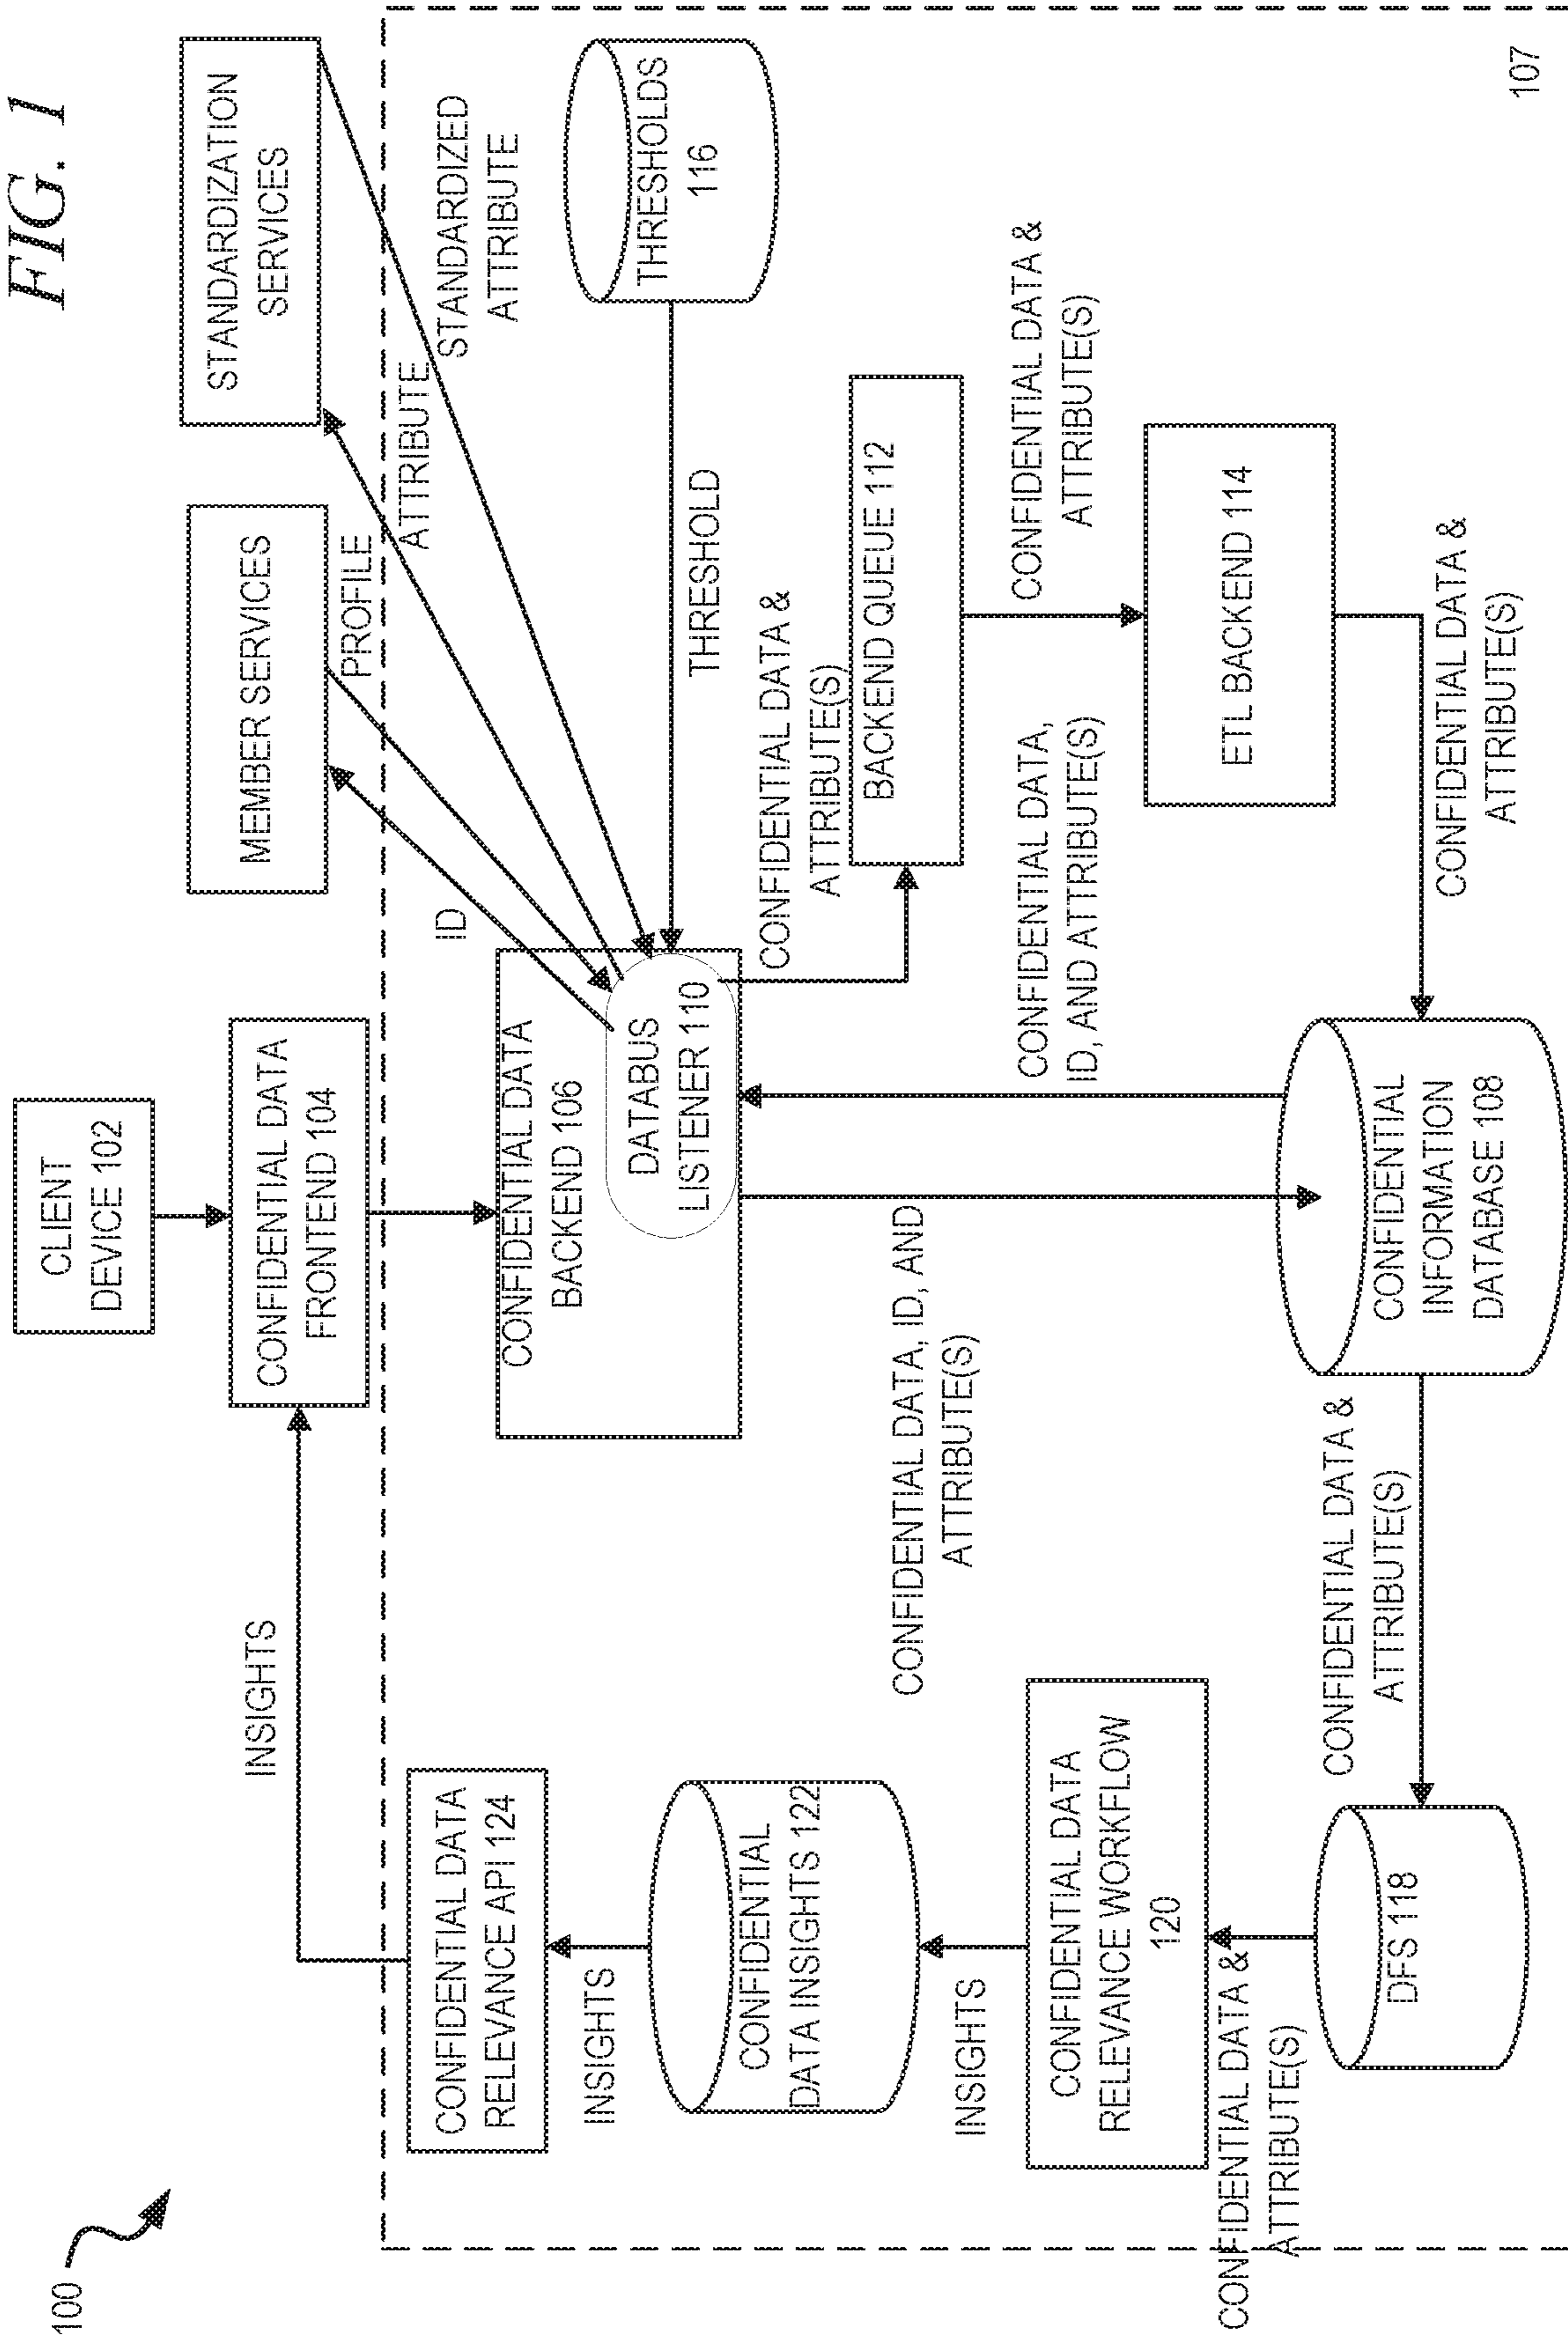 FIG. 1
100
CLIENT
DEVICE 102
CONFIDENTIAL DATA
FRONTEND 104
MEMBER SERVICES
STANDARDIZATION
SERVICES
INSIGHTS
ID
PROFILE
ATTRIBUTE
STANDARDIZED
ATTRIBUTE
CONFIDENTIAL DATA
RELEVANCE API 124
CONFIDENTIAL DATA
BACKEND 106
DATABUS
LISTENER 110
THRESHOLDS
116
THRESHOLD
INSIGHTS
CONFIDENTIAL
DATA INSIGHTS 122
CONFIDENTIAL DATA &
ATTRIBUTE(S)
BACKEND QUEUE 112
CONFIDENTIAL DATA, ID, AND
ATTRIBUTE(S)
CONFIDENTIAL DATA,
ID, AND ATTRIBUTE(S)
CONFIDENTIAL DATA &
ATTRIBUTE(S)
INSIGHTS
CONFIDENTIAL DATA
RELEVANCE WORKFLOW
120
ETL BACKEND 114
CONFIDENTIAL DATA &
ATTRIBUTE(S)
DFS 118
CONFIDENTIAL DATA &
ATTRIBUTE(S)
CONFIDENTIAL
INFORMATION
DATABASE 108
CONFIDENTIAL DATA &
ATTRIBUTE(S)
107